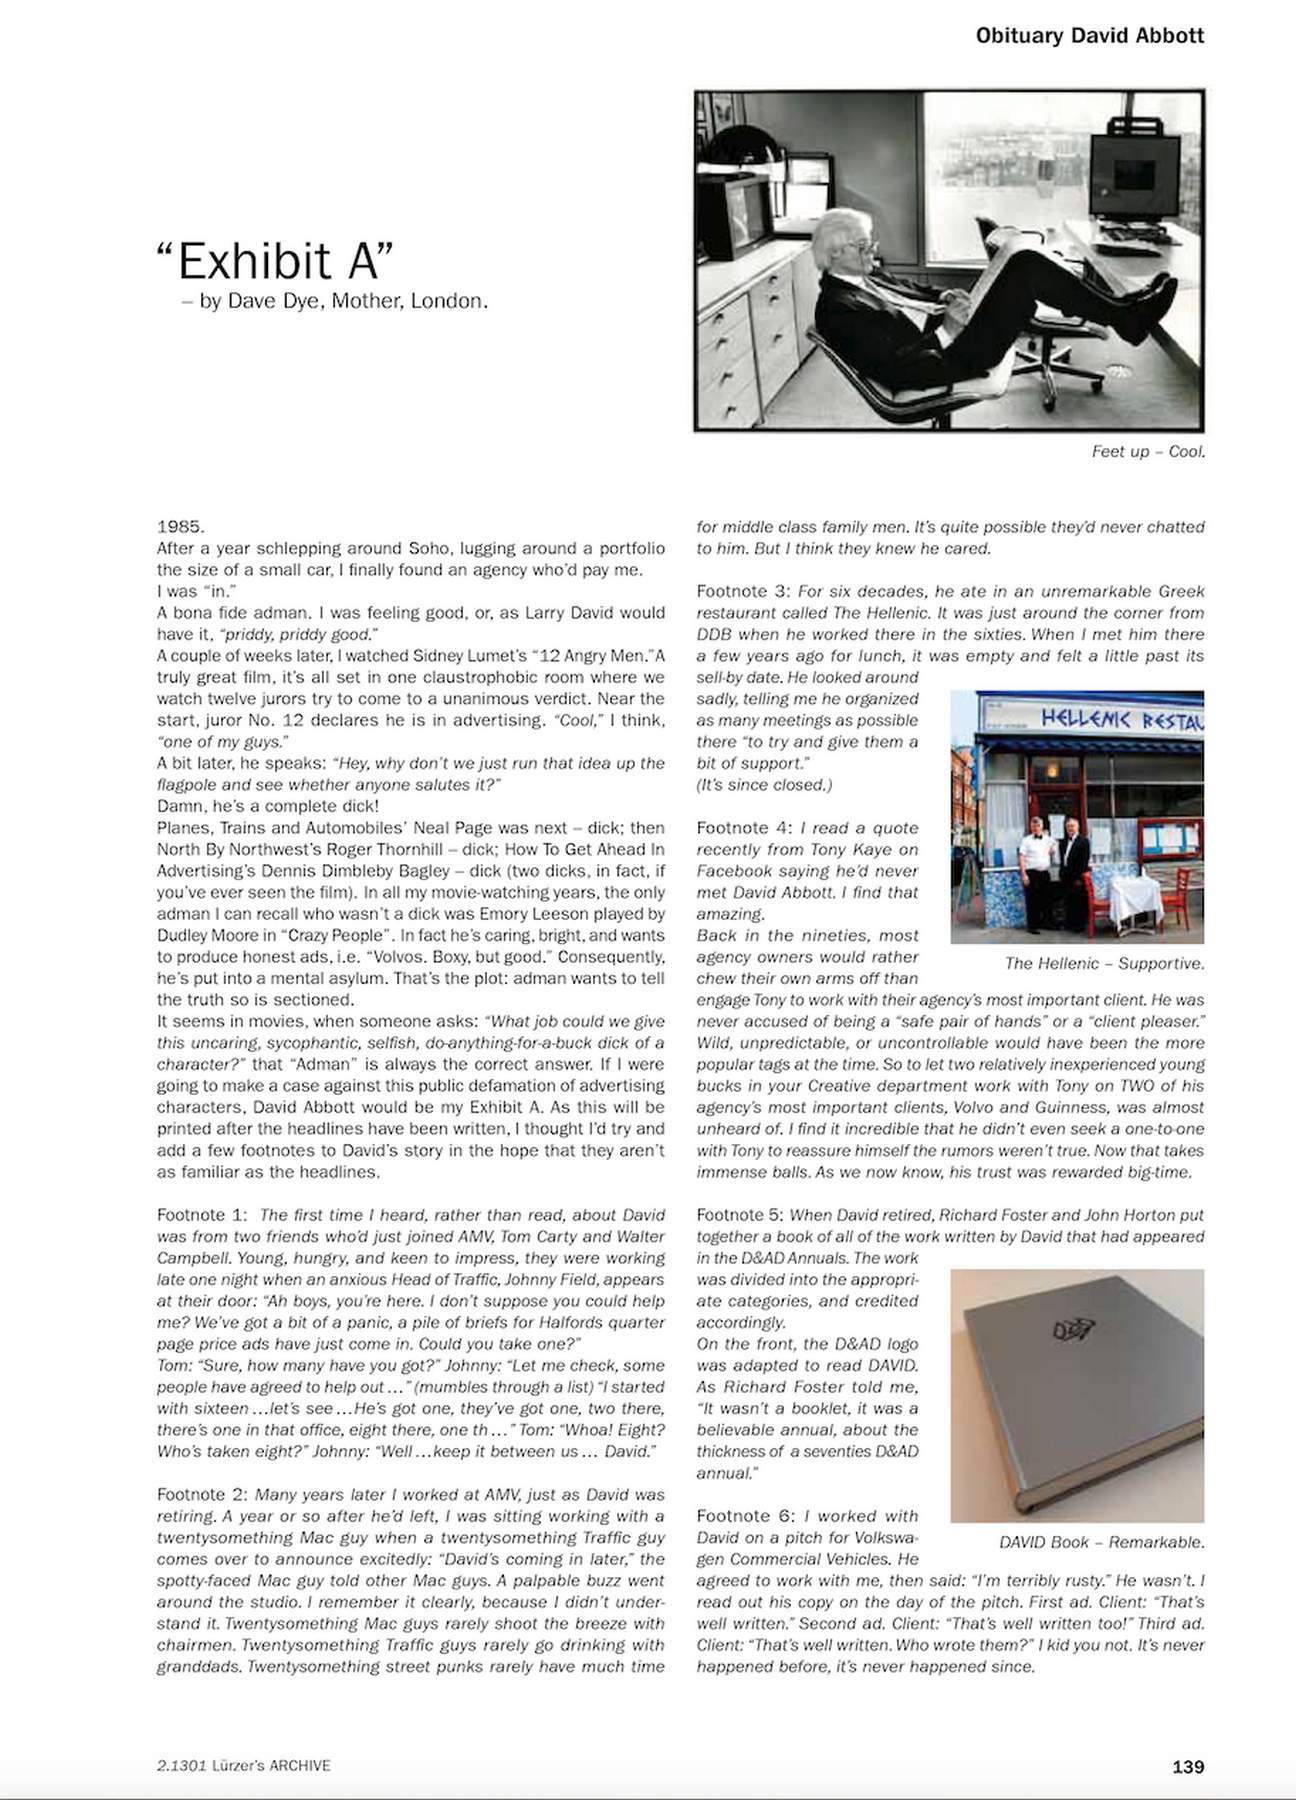 Obituary David Abbott
“Exhibit A”
– by Dave Dye, Mother, London.
Feet up – Cool.
1985.
After a year schlepping around Soho, lugging around a portfolio
the size of a small car, I finally found an agency who’d pay me.
I was “in.”
A bona fide adman. I was feeling good, or, as Larry David would
have it, “priddy, priddy good.”
A couple of weeks later, I watched Sidney Lumet’s “12 Angry Men.”A
truly great film, it’s all set in one claustrophobic room where we
watch twelve jurors try to come to a unanimous verdict. Near the
start, juror No. 12 declares he is in advertising. “Cool,” I think,
“one of my guys.”
A bit later, he speaks: “Hey, why don’t we just run that idea up the
flagpole and see whether anyone salutes it?”
Damn, he’s a complete dick!
Planes, Trains and Automobiles’ Neal Page was next – dick; then
North By Northwest’s Roger Thornhill – dick; How To Get Ahead In
Advertising’s Dennis Dimbleby Bagley – dick (two dicks, in fact, if
you’ve ever seen the film). In all my movie-watching years, the only
adman I can recall who wasn’t a dick was Emory Leeson played by
Dudley Moore in “Crazy People”. In fact he’s caring, bright, and wants
to produce honest ads, i.e. “Volvos. Boxy, but good.” Consequently,
he’s put into a mental asylum. That’s the plot: adman wants to tell
the truth so is sectioned.
It seems in movies, when someone asks: “What job could we give
this uncaring, sycophantic, selfish, do-anything-for-a-buck dick of a
character?” that “Adman” is always the correct answer. If I were
going to make a case against this public defamation of advertising
characters, David Abbott would be my Exhibit A. As this will be
printed after the headlines have been written, I thought I’d try and
add a few footnotes to David’s story in the hope that they aren’t
as familiar as the headlines.
Footnote 1: The first time I heard, rather than read, about David
was from two friends who’d just joined AMV, Tom Carty and Walter
Campbell. Young, hungry, and keen to impress, they were working
late one night when an anxious Head of Traffic, Johnny Field, appears
at their door: “Ah boys, you’re here. I don’t suppose you could help
me? We’ve got a bit of a panic, a pile of briefs for Halfords quarter
page price ads have just come in. Could you take one?”
Tom: “Sure, how many have you got?” Johnny: “Let me check, some
people have agreed to help out ... ” (mumbles through a list) “I started
with sixteen ...let’s see ...He’s got one, they’ve got one, two there,
there’s one in that office, eight there, one th ... ” Tom: “Whoa! Eight?
Who’s taken eight?” Johnny: “Well ...keep it between us ... David.”
Footnote 2: Many years later I worked at AMV, just as David was
retiring. A year or so after he’d left, I was sitting working with a
twentysomething Mac guy when a twentysomething Traffic guy
comes over to announce excitedly: “David’s coming in later,” the
spotty-faced Mac guy told other Mac guys. A palpable buzz went
around the studio. I remember it clearly, because I didn’t under-
stand it. Twentysomething Mac guys rarely shoot the breeze with
chairmen. Twentysomething Traffic guys rarely go drinking with
granddads. Twentysomething street punks rarely have much time
for middle class family men. It’s quite possible they’d never chatted
to him. But I think they knew he cared.
Footnote 3: For six decades, he ate in an unremarkable Greek
restaurant called The Hellenic. It was just around the corner from
DDB when he worked there in the sixties. When I met him there
a few years ago for lunch, it was empty and felt a little past its
sell-by date. He looked around
sadly, telling me he organized
as many meetings as possible
there “to try and give them a
bit of support.”
(It’s since closed.)
HELLENIC RESTAU
The Hellenic – Supportive.
Footnote 4: I read a quote
recently from Tony Kaye on
Facebook saying he’d never
met David Abbott. I find that
amazing.
Back in the nineties, most
agency owners would rather
chew their own arms off than
engage Tony to work with their agency’s most important client. He was
never accused of being a “safe pair of hands” or a “client pleaser.”
Wild, unpredictable, or uncontrollable would have been the more
popular tags at the time. So to let two relatively inexperienced young
bucks in your Creative department work with Tony on TWO of his
agency’s most important clients, Volvo and Guinness, was almost
unheard of. I find it incredible that he didn’t even seek a one-to-one
with Tony to reassure himself the rumors weren’t true. Now that takes
immense balls. As we now know, his trust was rewarded big-time.
Footnote 5: When David retired, Richard Foster and John Horton put
together a book of all of the work written by David that had appeared
in the D&AD Annuals. The work
was divided into the appropri-
ate categories, and credited
accordingly.
On the front, the D&AD logo
was adapted to read DAVID.
As Richard Foster told me,
“It wasn’t a booklet, it was a
believable annual, about the
thickness of a seventies D&AD
annual.”
DAVID Book – Remarkable.
Footnote 6: I worked with
David on a pitch for Volkswa-
gen Commercial Vehicles. He
agreed to work with me, then said: “I’m terribly rusty.” He wasn’t. I
read out his copy on the day of the pitch. First ad. Client: “That’s
well written.” Second ad. Client: “That’s well written too!” Third ad.
Client: “That’s well written. Who wrote them?” I kid you not. It’s never
happened before, it’s never happened since.
2.1301 Lürzer’s ARCHIVE
139